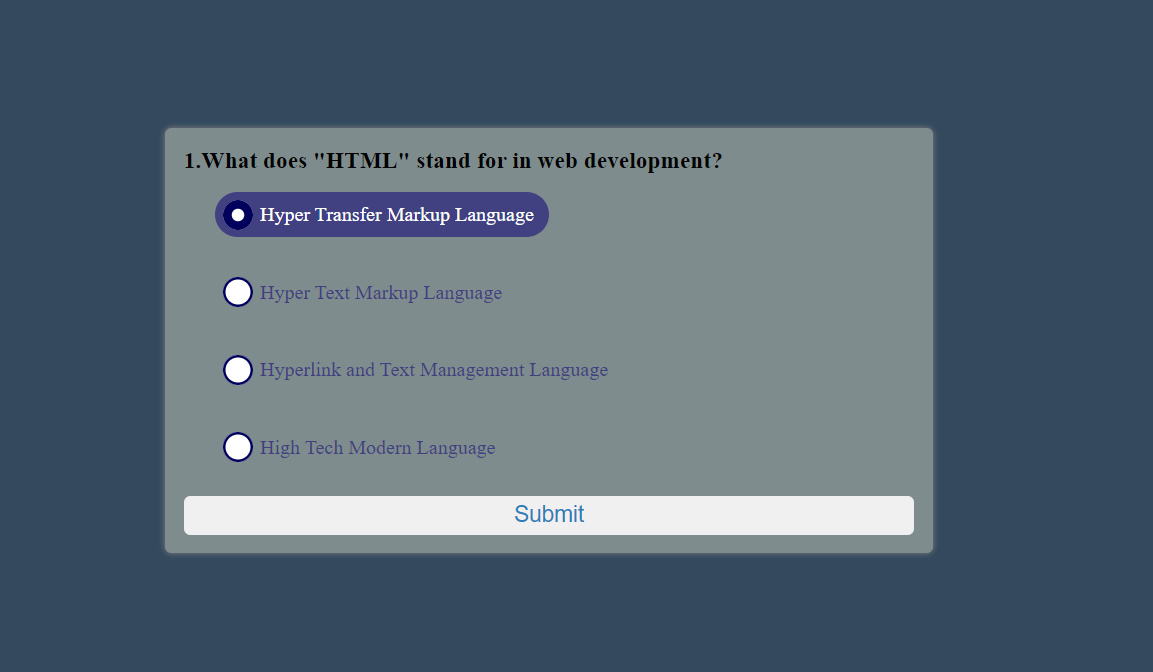 1.What does "HTML" stand for in web development?
Hyper Transfer Markup Language
Hyper Text Markup Language
Hyperlink and Text Management Language
High Tech Modern Language
Submit